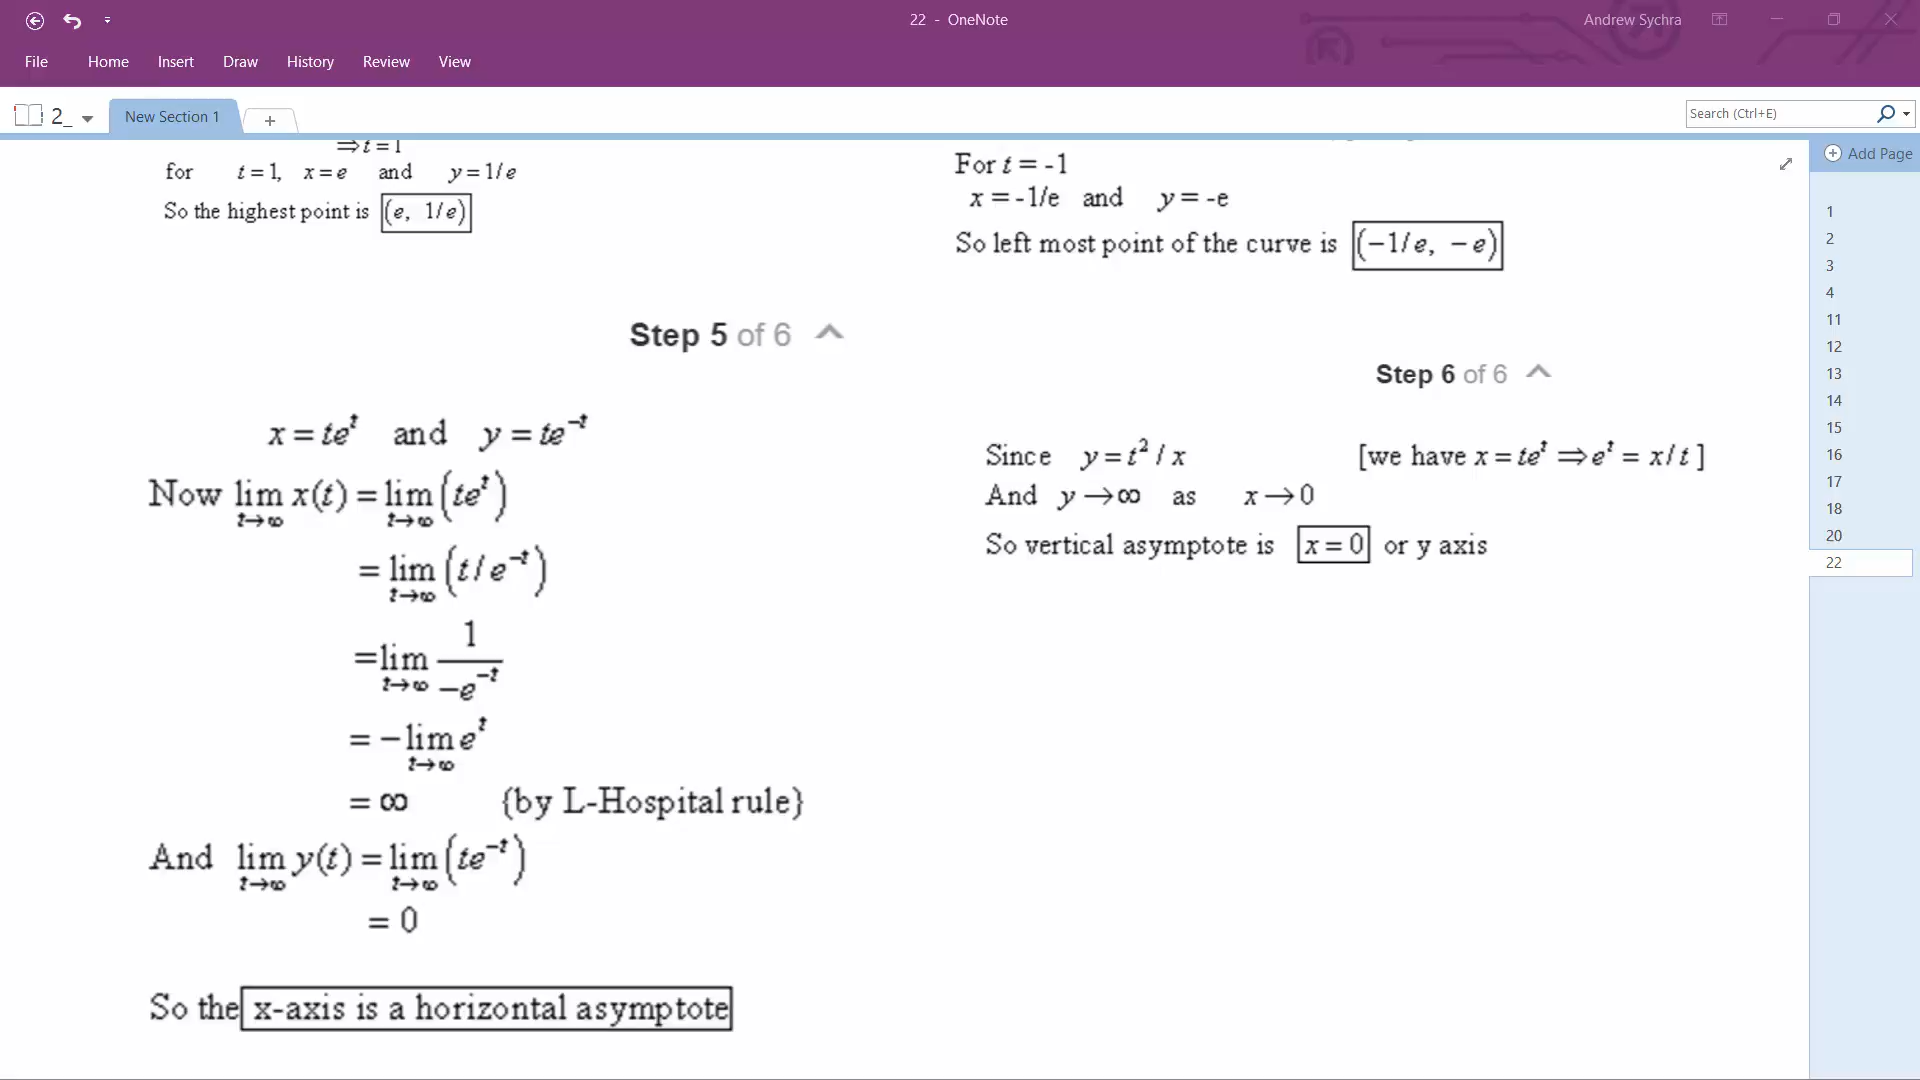 22 - OneNote
Andrew Sychra
File Home Insert Draw History Review View
2_
New Section 1
+
Search (Ctrl+E)
Add Page
1
2
3
4
11
12
13
14
15
16
17
18
20
22
⇒ t = 1
for t = 1, x = e and y = 1/e
So the highest point is (e, 1/e)
For t = -1
x = -1/e and y = -e
So left most point of the curve is (−1/e, −e)
Step 5 of 6
x = te^t and y = te^−t
Now lim t→∞ x(t) = lim t→∞ (te^t)
= lim t→∞ (t / e^−t)
= lim t→∞ 1 / −e^−t
= − lim t→∞ e^t
= ∞ {by L-Hospital rule}
And lim t→∞ y(t) = lim t→∞ (te^−t)
= 0
So the x-axis is a horizontal asymptote
Step 6 of 6
Since y = t² / x [we have x = te^t ⇒ e^t = x / t ]
And y → ∞ as x → 0
So vertical asymptote is x = 0 or y axis